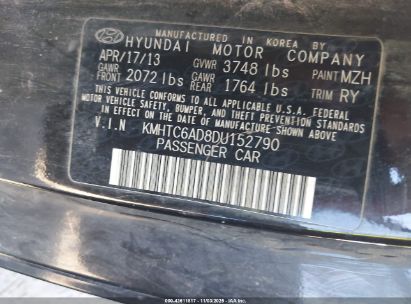 MANUFACTURED IN KOREA BY
HYUNDAI MOTOR COMPANY
APR/17/13 GVWR 3748 lbs PAINT MZH
GAWR FRONT 2072 lbs GAWR REAR 1764 lbs TRIM RY
THIS VEHICLE CONFORMS TO ALL APPLICABLE U.S.A. FEDERAL MOTOR
VEHICLE SAFETY, BUMPER, AND THEFT PREVENTION STANDARDS
IN EFFECT ON THE DATE OF MANUFACTURE SHOWN ABOVE.
V.I.N KMHTC6AD8DU152790
PASSENGER CAR